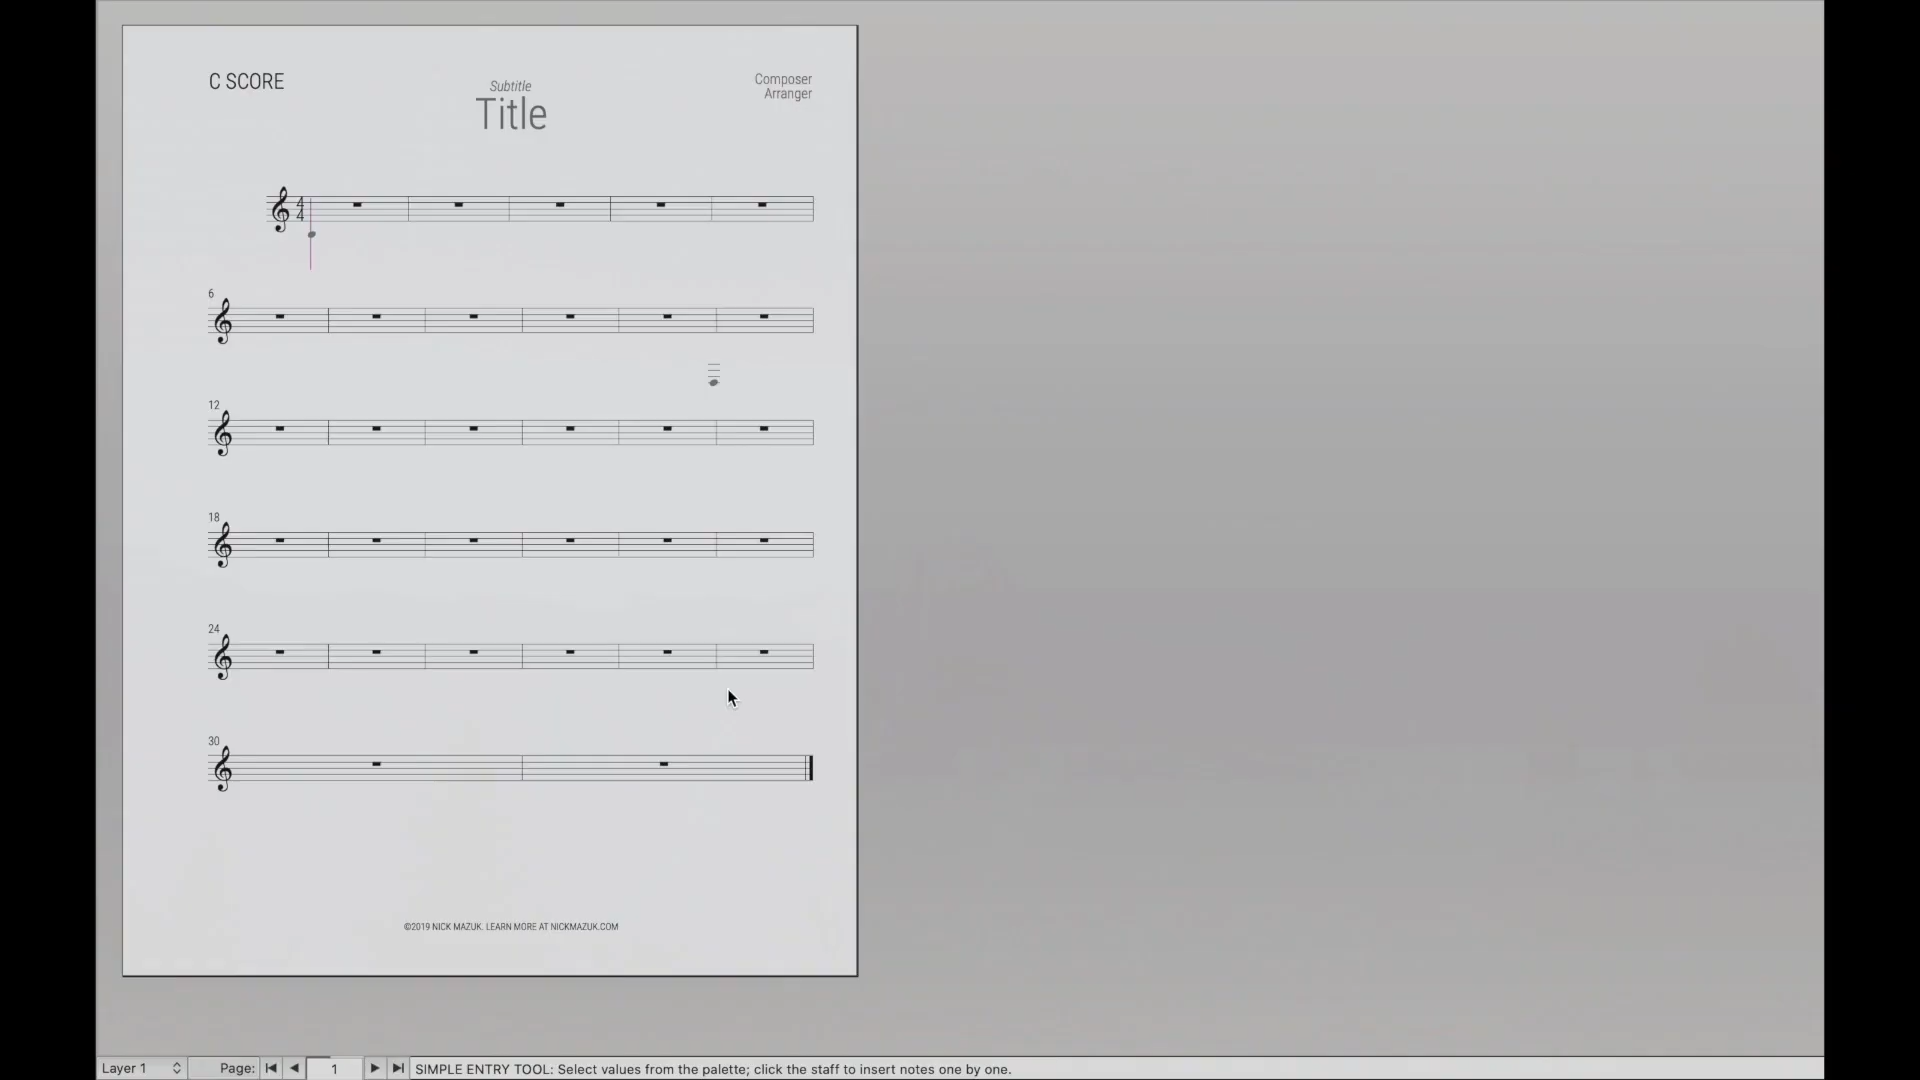 C SCORE
Subtitle
Title
Composer
Arranger
4
4
6
12
18
24
30
©2019 NICK MAZUK. LEARN MORE AT NICKMAZUK.COM
Layer 1 Page: 1 SIMPLE ENTRY TOOL: Select values from the palette; click the staff to insert notes one by one.